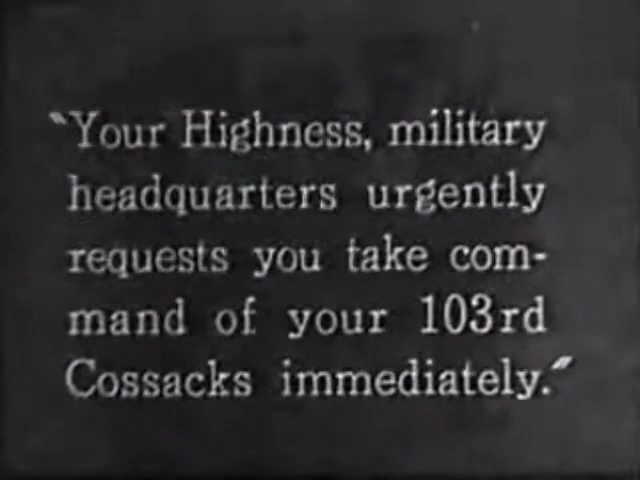 "Your Highness, military
headquarters urgently
requests you take com-
mand of your 103rd
Cossacks immediately."